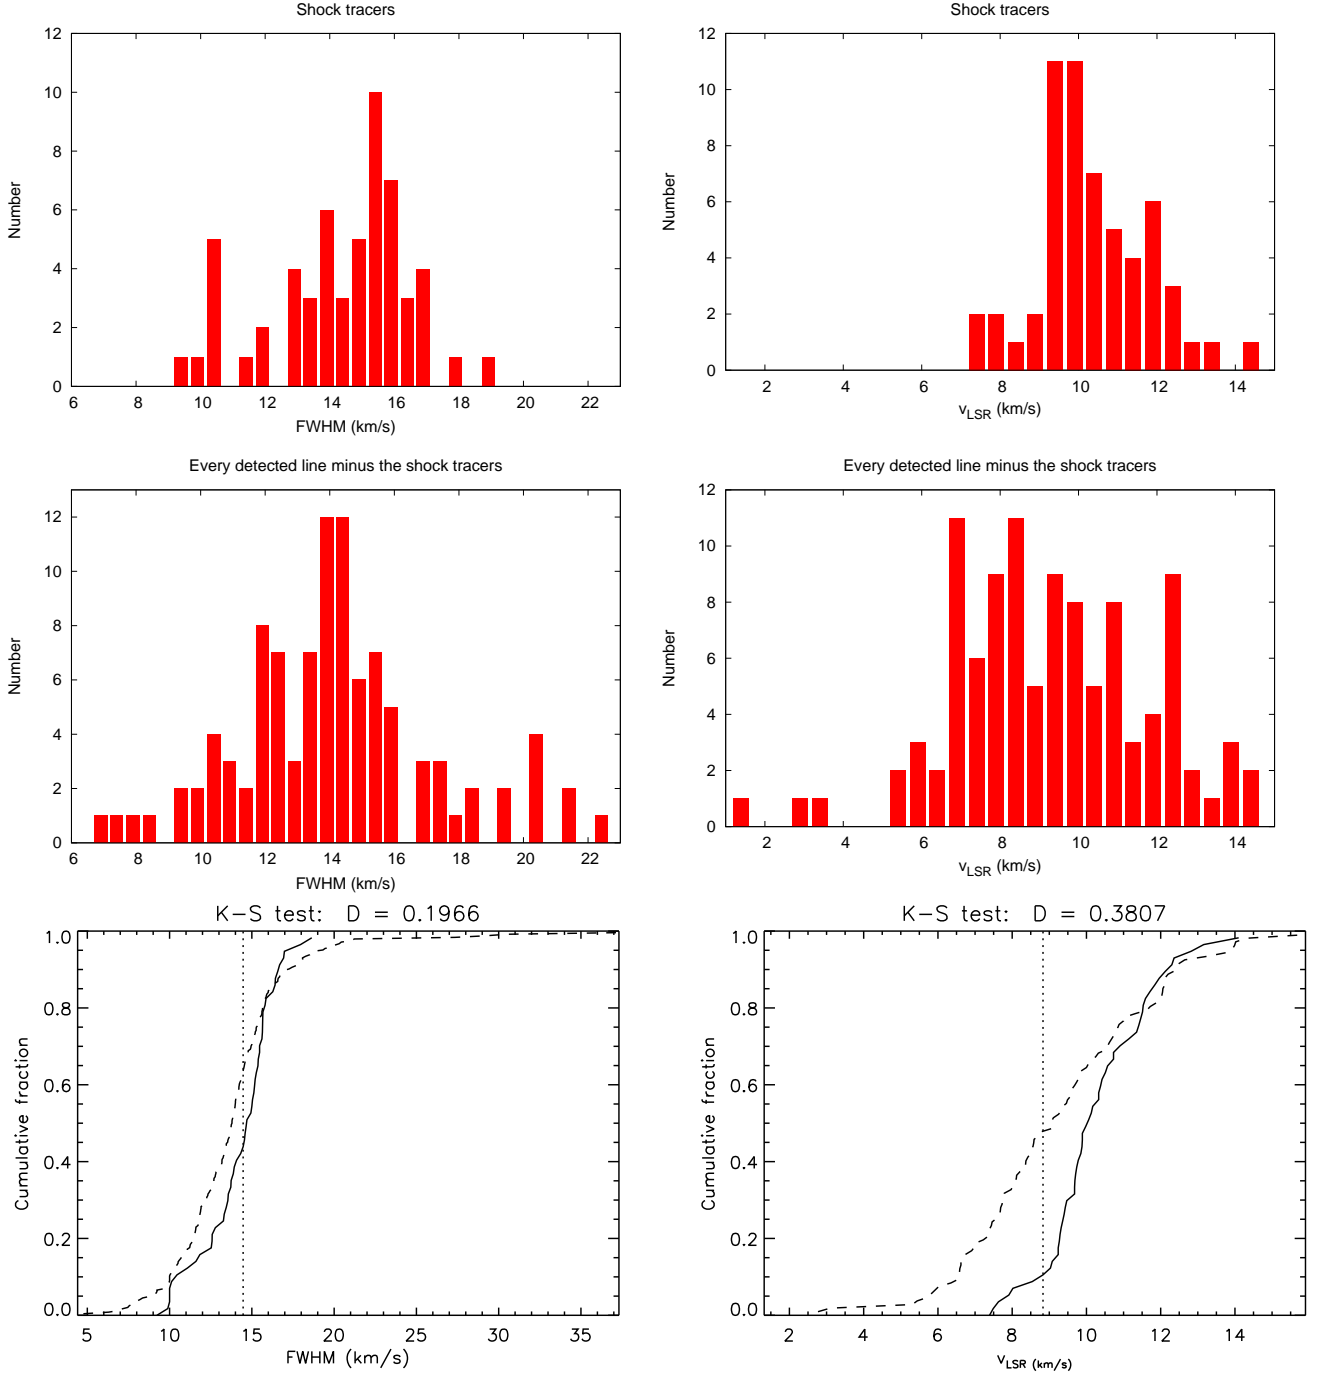 Shock tracers
12
10
8
6
4
2
0
Number
6 8 10 12 14 16 18 20 22
FWHM (km/s)
Shock tracers
12
10
8
6
4
2
0
Number
2 4 6 8 10 12 14
vLSR (km/s)
Every detected line minus the shock tracers
12
10
8
6
4
2
0
Number
6 8 10 12 14 16 18 20 22
FWHM (km/s)
Every detected line minus the shock tracers
12
10
8
6
4
2
0
Number
2 4 6 8 10 12 14
vLSR (km/s)
K-S test: D = 0.1966
1.0
0.8
0.6
0.4
0.2
0.0
Cumulative fraction
5 10 15 20 25 30 35
FWHM (km/s)
K-S test: D = 0.3807
1.0
0.8
0.6
0.4
0.2
0.0
Cumulative fraction
2 4 6 8 10 12 14
vLSR (km/s)